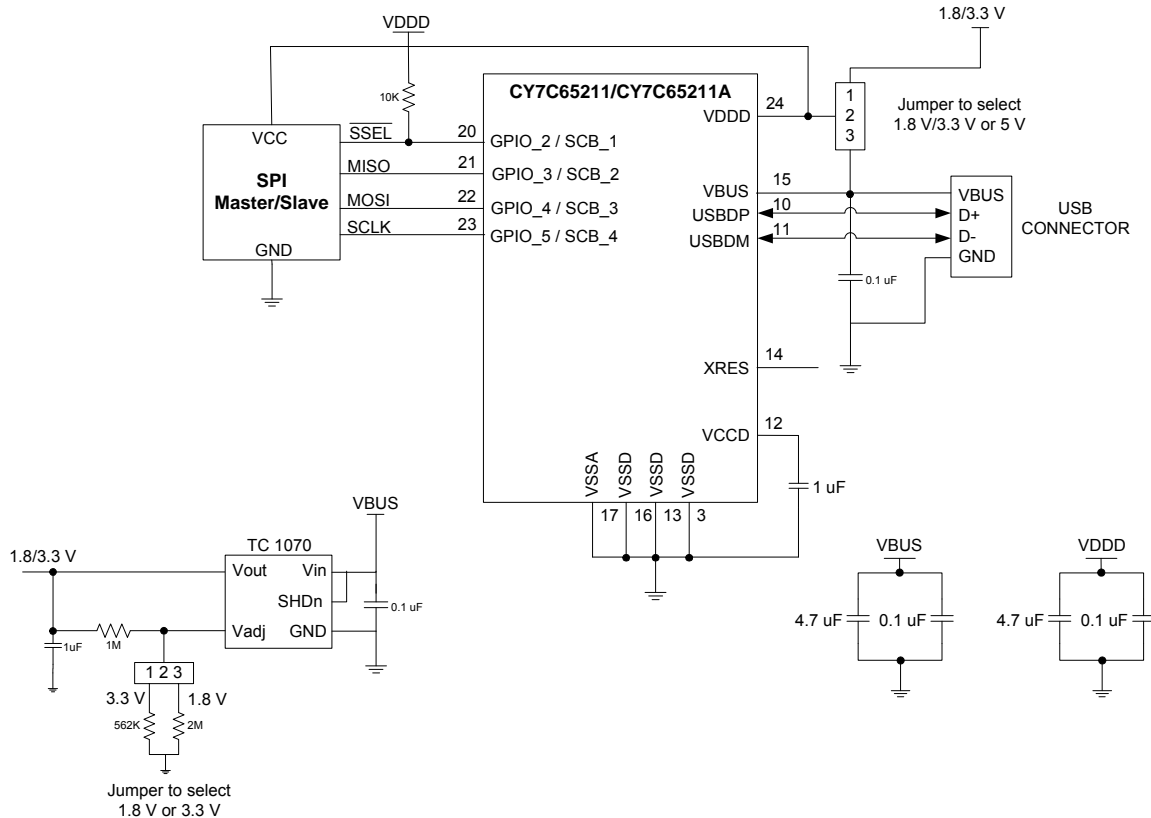 1.8/3.3 V
VDDD
10K
CY7C65211/CY7C65211A
VCC
SPI
Master/Slave
GND
SSEL
MISO
MOSI
SCLK
20
21
22
23
GPIO_2 / SCB_1
GPIO_3 / SCB_2
GPIO_4 / SCB_3
GPIO_5 / SCB_4
VDDD
24
1
2
3
Jumper to select
1.8 V/3.3 V or 5 V
VBUS
15
USBDP
10
USBDM
11
VBUS
D+
D-
GND
USB
CONNECTOR
0.1 uF
XRES
14
VCCD
12
1 uF
VSSA
VSSD
VSSD
VSSD
17
16
13
3
1.8/3.3 V
TC 1070
Vout
Vin
SHDn
Vadj
GND
VBUS
0.1 uF
1uF
1M
1 2 3
3.3 V
1.8 V
562K
2M
Jumper to select
1.8 V or 3.3 V
VBUS
4.7 uF
0.1 uF
VDDD
4.7 uF
0.1 uF